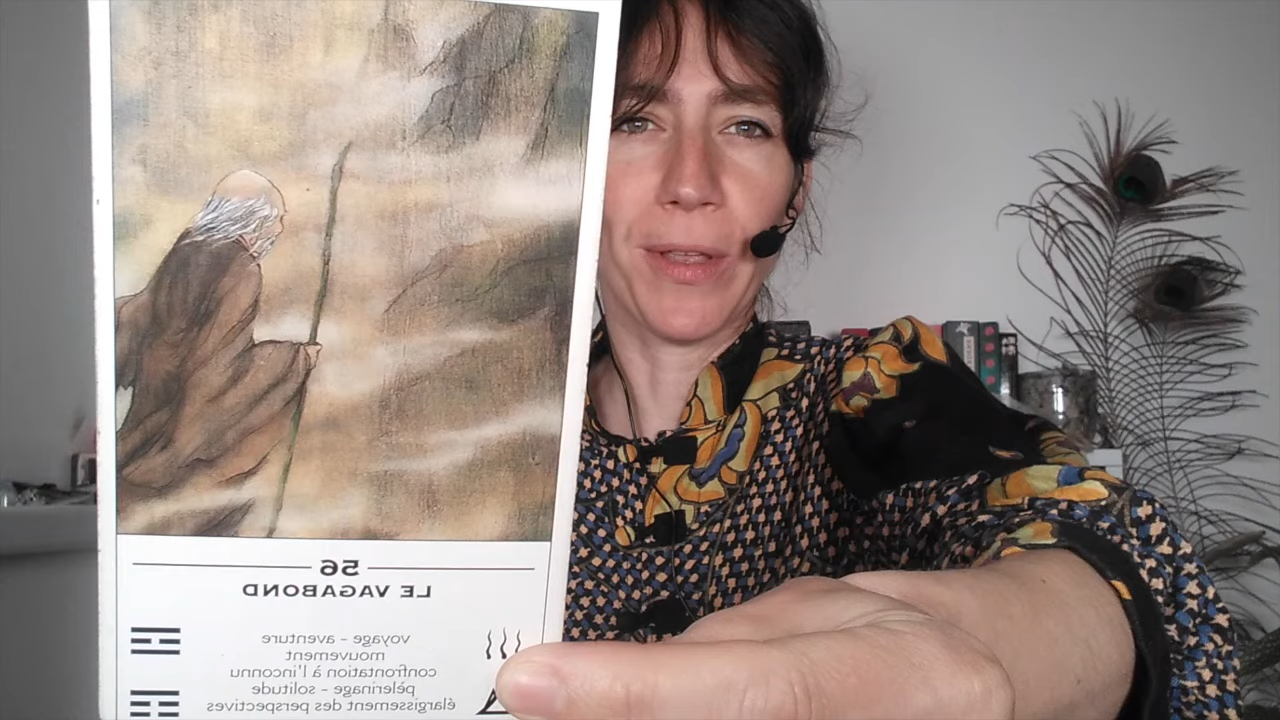 56
LE VAGABOND
voyage - aventure
mouvement
confrontation à l'inconnu
pèlerinage - solitude
élargissement des perspectives